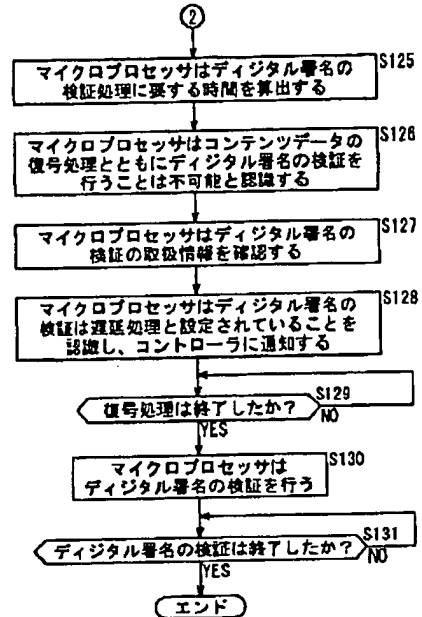 2
マイクロプロセッサはディジタル署名の
検証処理に要する時間を算出する
S125
マイクロプロセッサはコンテンツデータの
復号処理とともにディジタル署名の検証を
行うことは不可能と認識する
S126
マイクロプロセッサはディジタル署名の
検証の取扱情報を確認する
S127
マイクロプロセッサはディジタル署名の
検証は遅延処理と設定されていることを
認識し、コントローラに通知する
S128
復号処理は終了したか?
S129
NO
YES
マイクロプロセッサは
ディジタル署名の検証を行う
S130
ディジタル署名の検証は終了したか?
S131
NO
YES
エンド